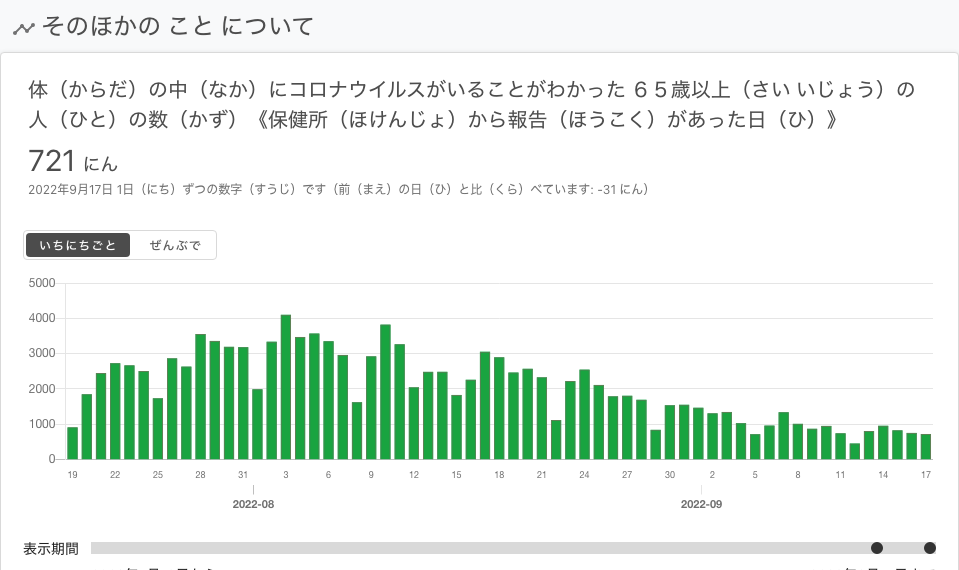 そのほかの こと について
体（からだ）の中（なか）にコロナウイルスがいることがわかった ６５歳以上（さい いじょう）の
人（ひと）の数（かず）《保健所（ほけんじょ）から報告（ほうこく）があった日（ひ）》
721 にん
2022年9月17日 1日（にち）ずつの数字（すうじ）です（前（まえ）の日（ひ）と比（くら）べています: -31 にん）
いちにちごと ぜんぶで
5000
4000
3000
2000
1000
0
19 22 25 28 31 3 6 9 12 15 18 21 24 27 30 2 5 8 11 14 17
2022-08 2022-09
表示期間